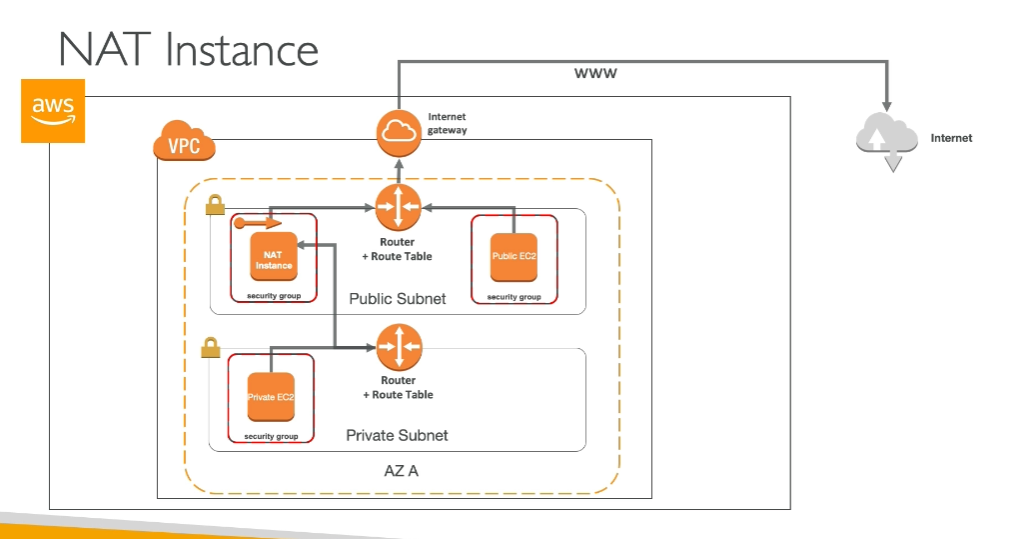 NAT Instance
aws
WWW
Internet
gateway
Internet
VPC
Router
+ Route Table
NAT
Instance
security group
Public EC2
security group
Public Subnet
Router
+ Route Table
Private EC2
security group
Private Subnet
AZ A